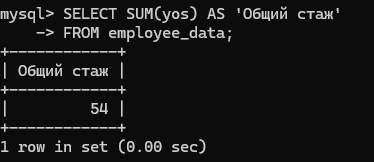 mysql> SELECT SUM(yos) AS 'Общий стаж'
    -> FROM employee_data;
+------------+
| Общий стаж |
+------------+
|         54 |
+------------+
1 row in set (0.00 sec)